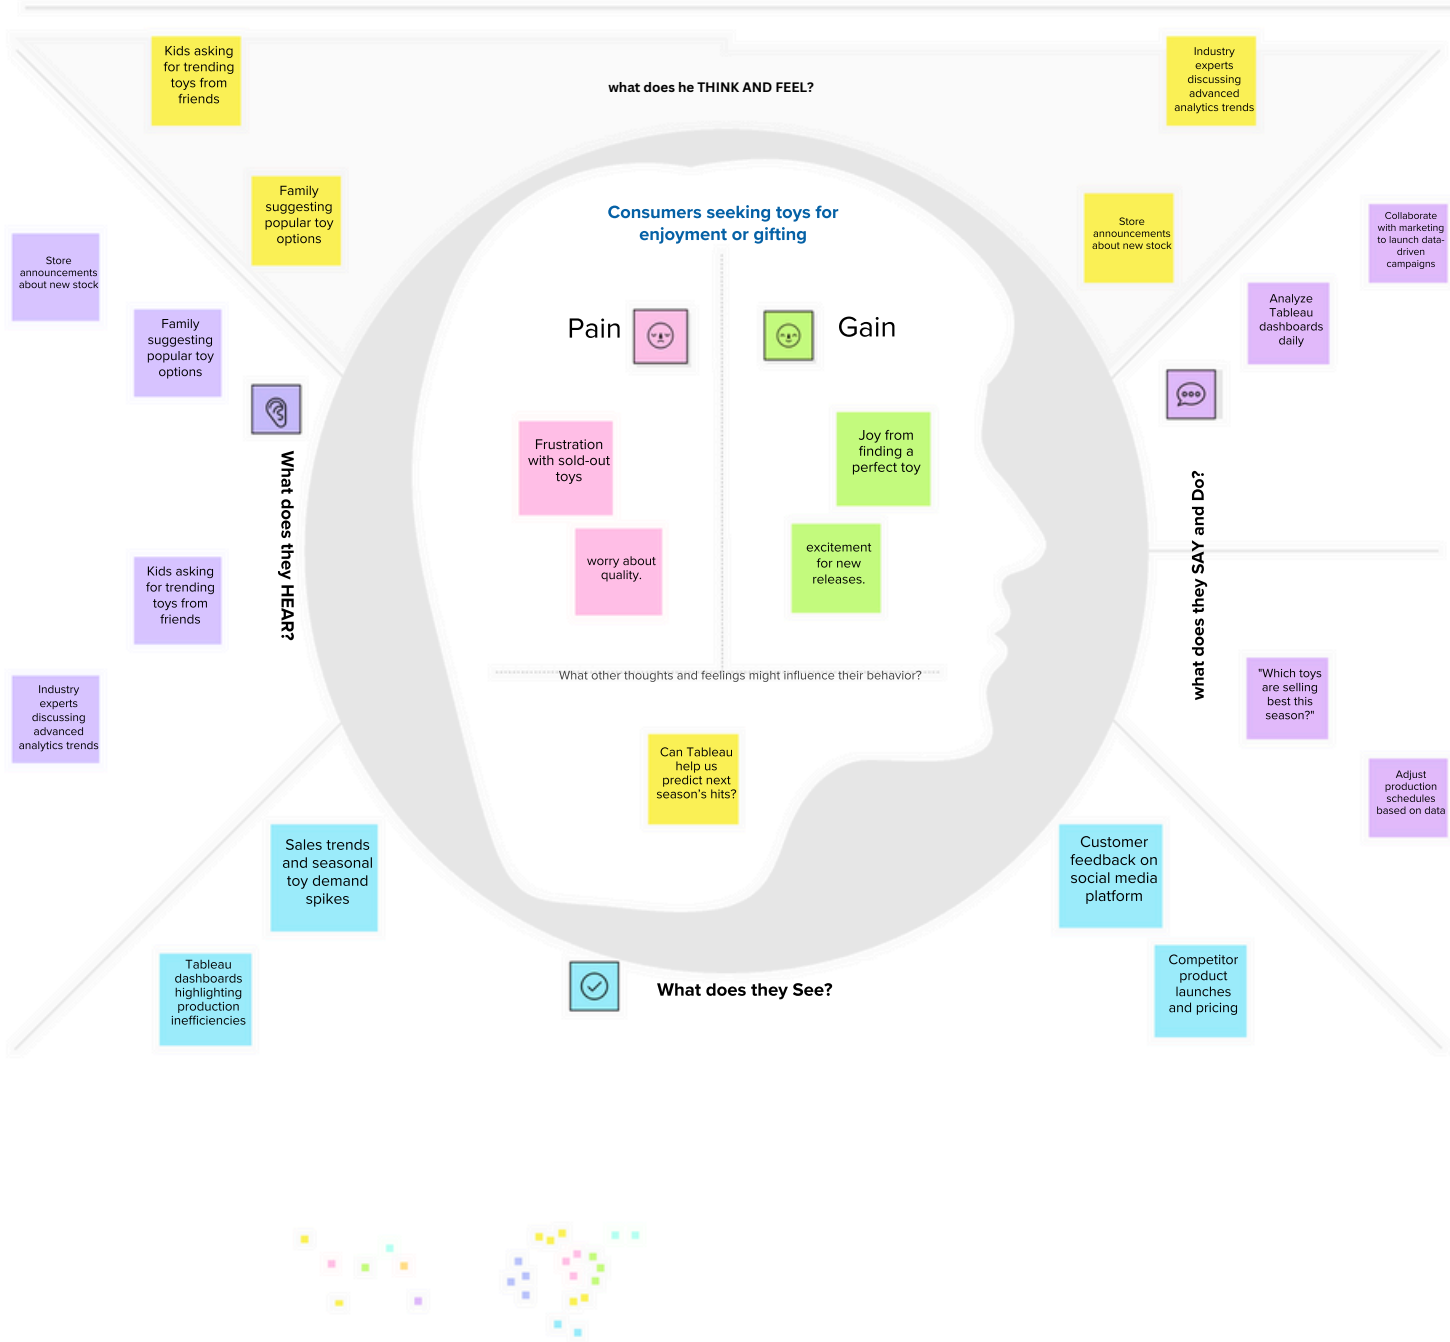 Kids asking
for trending
toys from
friends
Industry
experts
discussing
advanced
analytics trends
what does he THINK AND FEEL?
Family
suggesting
popular toy
options
Store
announcements
about new stock
Consumers seeking toys for
enjoyment or gifting
Store
announcements
about new stock
Family
suggesting
popular toy
options
Collaborate
with marketing
to launch data-
driven
campaigns
Analyze
Tableau
dashboards
daily
Pain
Gain
What does they HEAR?
what does they SAY and Do?
Frustration
with sold-out
toys
Joy from
finding a
perfect toy
worry about
quality.
excitement
for new
releases.
Kids asking
for trending
toys from
friends
Industry
experts
discussing
advanced
analytics trends
What other thoughts and feelings might influence their behavior?
"Which toys
are selling
best this
season?"
Can Tableau
help us
predict next
season's hits?
Adjust
production
schedules
based on data
Sales trends
and seasonal
toy demand
spikes
Customer
feedback on
social media
platform
Tableau
dashboards
highlighting
production
inefficiencies
What does they See?
Competitor
product
launches
and pricing